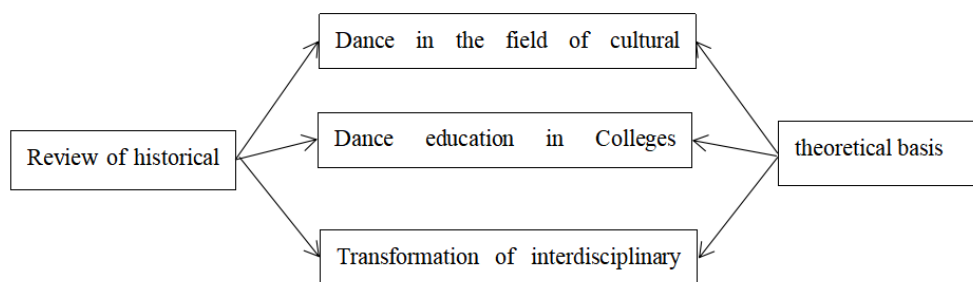 Dance in the field of cultural
Dance education in Colleges
Review of historical
theoretical basis
Transformation of interdisciplinary